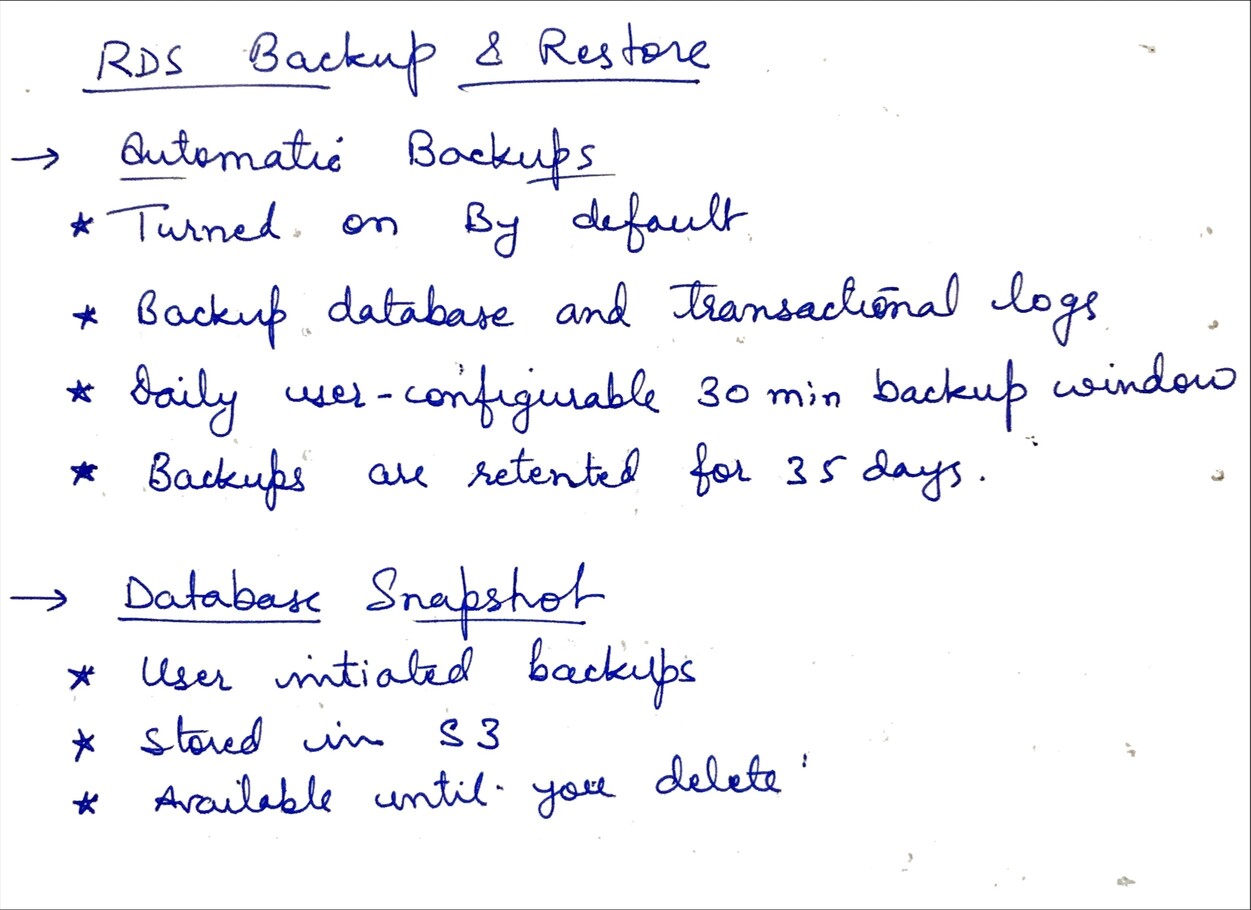 RDS Backup & Restore
→ Automatic Backups
* Turned on By default
* Backup database and transactional logs
* Daily user-configurable 30 min backup window
* Backups are retented for 35 days.
→ Database Snapshot
* User intiated backups
* Stored in S3
* Available until you delete